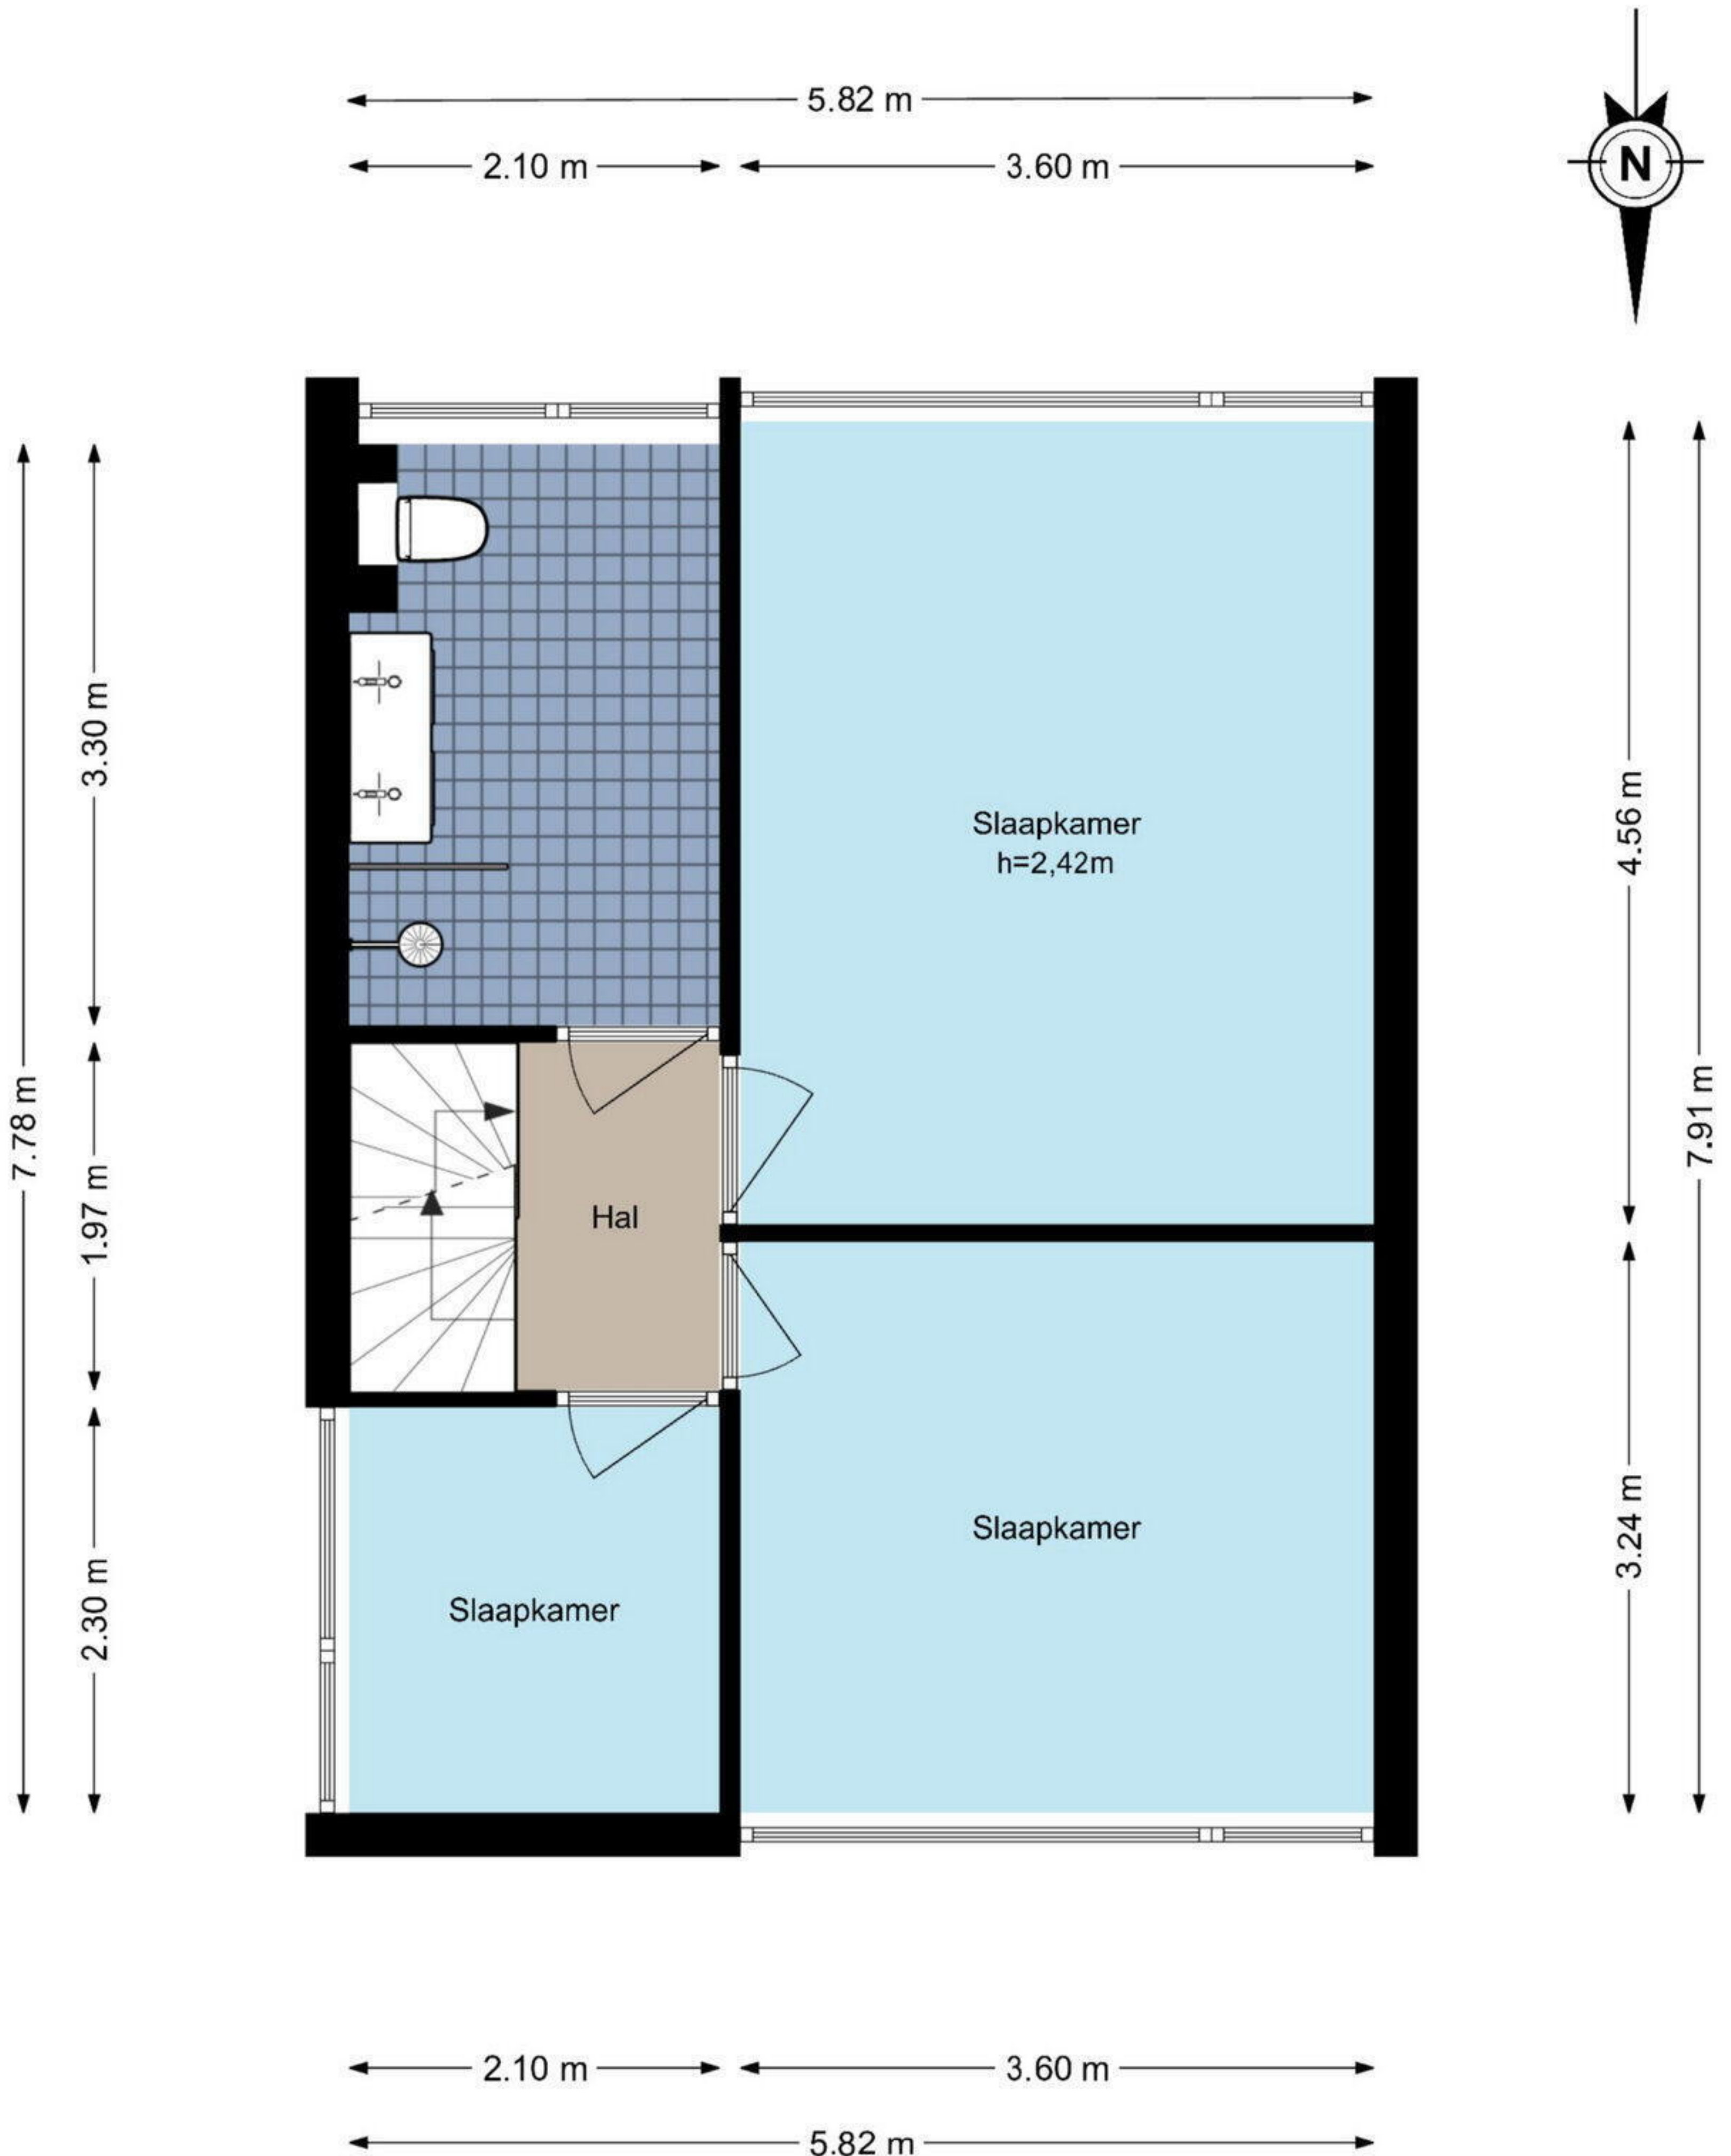 5.82 m
2.10 m
3.60 m
N
3.30 m
7.78 m
1.97 m
2.30 m
Slaapkamer
h=2,42m
4.56 m
7.91 m
3.24 m
Hal
Slaapkamer
Slaapkamer
2.10 m
3.60 m
5.82 m